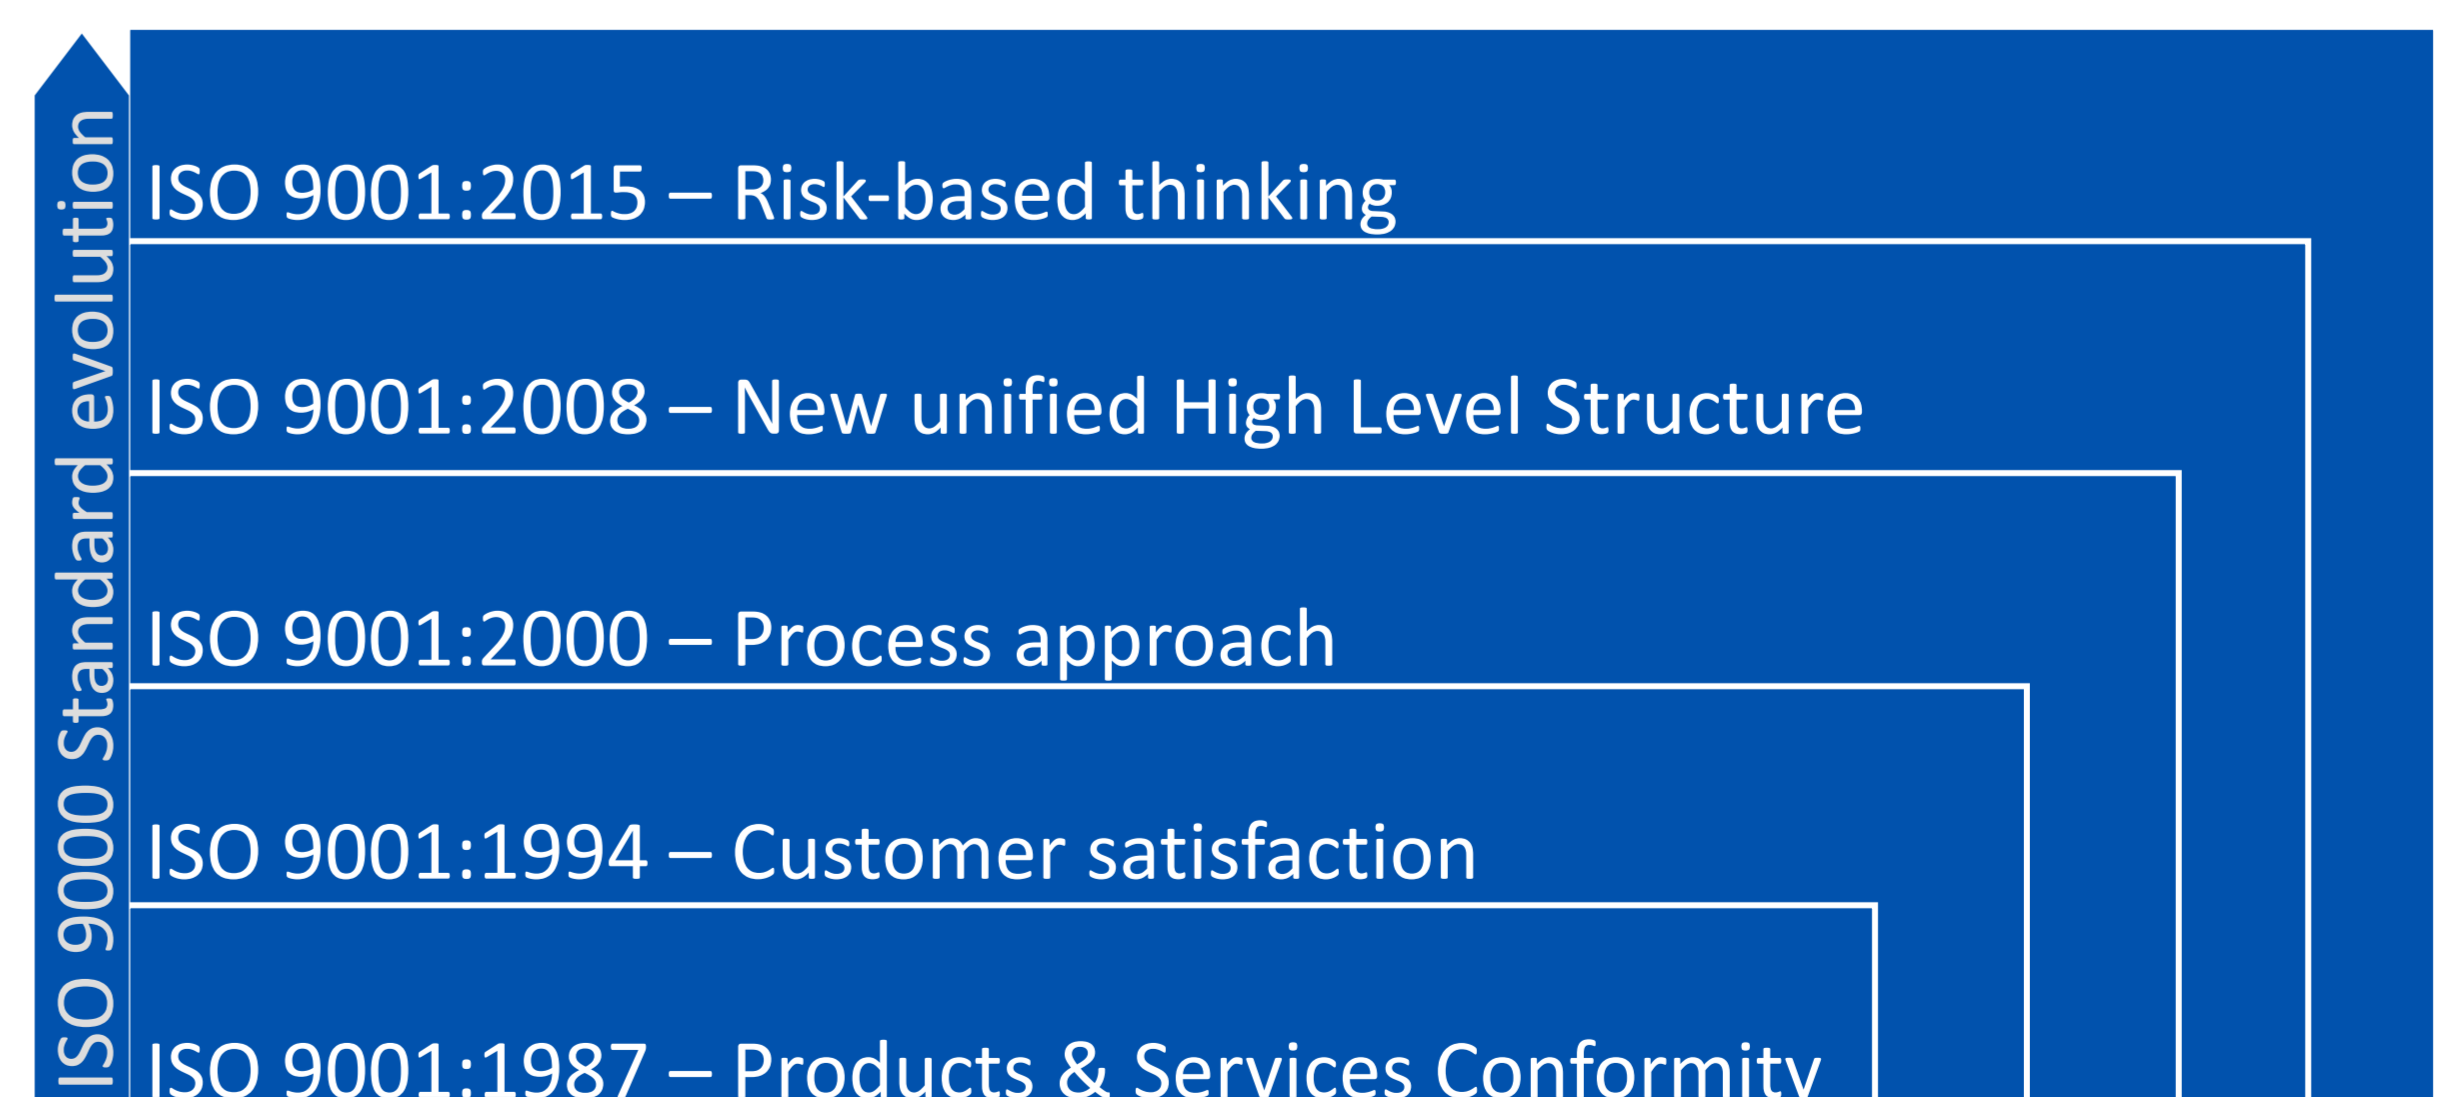 ISO 9000 Standard evolution
ISO 9001:2015 – Risk-based thinking
ISO 9001:2008 – New unified High Level Structure
ISO 9001:2000 – Process approach
ISO 9001:1994 – Customer satisfaction
ISO 9001:1987 – Products & Services Conformity